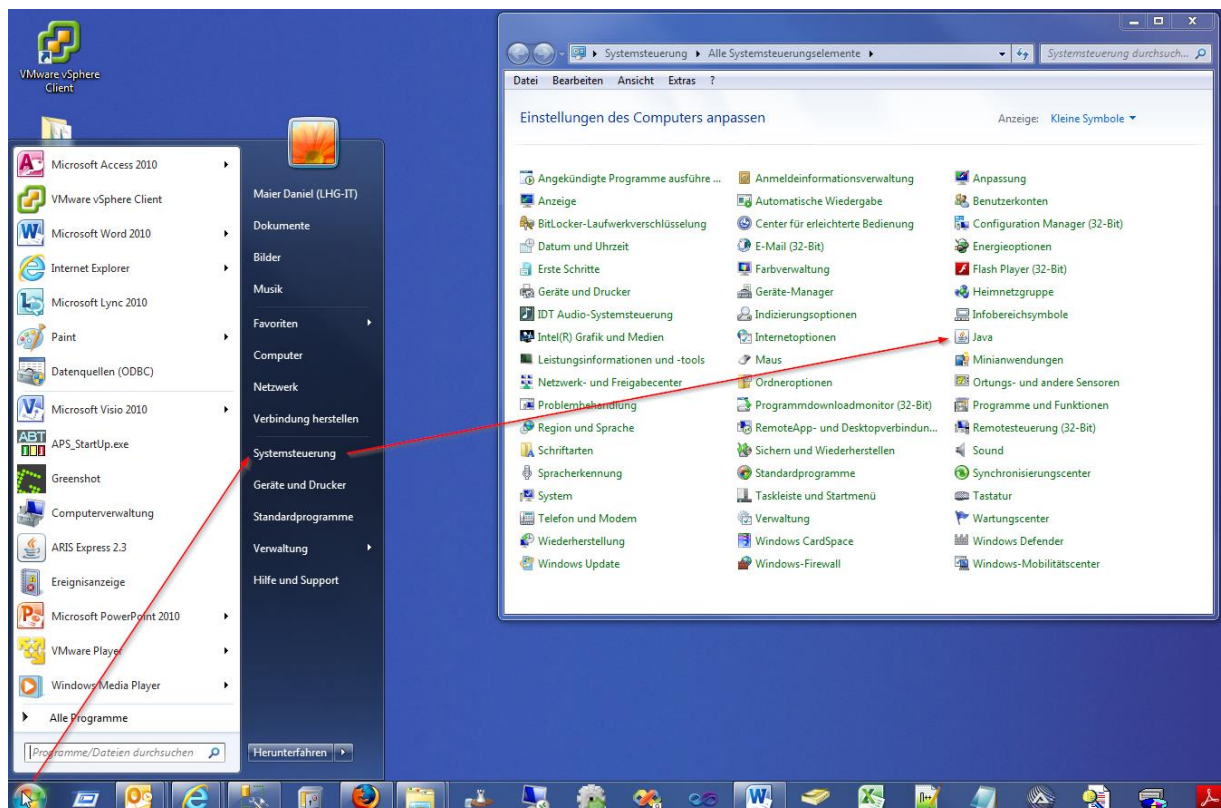 VMware vSphere
Client
Microsoft Access 2010
VMware vSphere Client
Microsoft Word 2010
Internet Explorer
Microsoft Lync 2010
Paint
Datenquellen (ODBC)
Microsoft Visio 2010
APS_StartUp.exe
Greenshot
Computerverwaltung
ARIS Express 2.3
Ereignisanzeige
Microsoft PowerPoint 2010
VMware Player
Windows Media Player
Alle Programme
Programme/Dateien durchsuchen
Maier Daniel (LHG-IT)
Dokumente
Bilder
Musik
Favoriten
Computer
Netzwerk
Verbindung herstellen
Systemsteuerung
Geräte und Drucker
Standardprogramme
Verwaltung
Hilfe und Support
Herunterfahren
Systemsteuerung Alle Systemsteuerungselemente Systemsteuerung durchsuch...
Datei Bearbeiten Ansicht Extras ?
Einstellungen des Computers anpassen Anzeige: Kleine Symbole
Angekündigte Programme ausführe ... Anmeldeinformationsverwaltung Anpassung
Anzeige Automatische Wiedergabe Benutzerkonten
BitLocker-Laufwerkverschlüsselung Center für erleichterte Bedienung Configuration Manager (32-Bit)
Datum und Uhrzeit E-Mail (32-Bit) Energieoptionen
Erste Schritte Farbverwaltung Flash Player (32-Bit)
Geräte und Drucker Geräte-Manager Heimnetzgruppe
IDT Audio-Systemsteuerung Indizierungsoptionen Infobereichsymbole
Intel(R) Grafik und Medien Internetoptionen Java
Leistungsinformationen und -tools Maus Minianwendungen
Netzwerk- und Freigabecenter Ordneroptionen Ortungs- und andere Sensoren
Problembehandlung Programmdownloadmonitor (32-Bit) Programme und Funktionen
Region und Sprache RemoteApp- und Desktopverbindun... Remotesteuerung (32-Bit)
Schriftarten Sichern und Wiederherstellen Sound
Spracherkennung Standardprogramme Synchronisierungscenter
System Taskleiste und Startmenü Tastatur
Telefon und Modem Verwaltung Wartungscenter
Wiederherstellung Windows CardSpace Windows Defender
Windows Update Windows-Firewall Windows-Mobilitätscenter